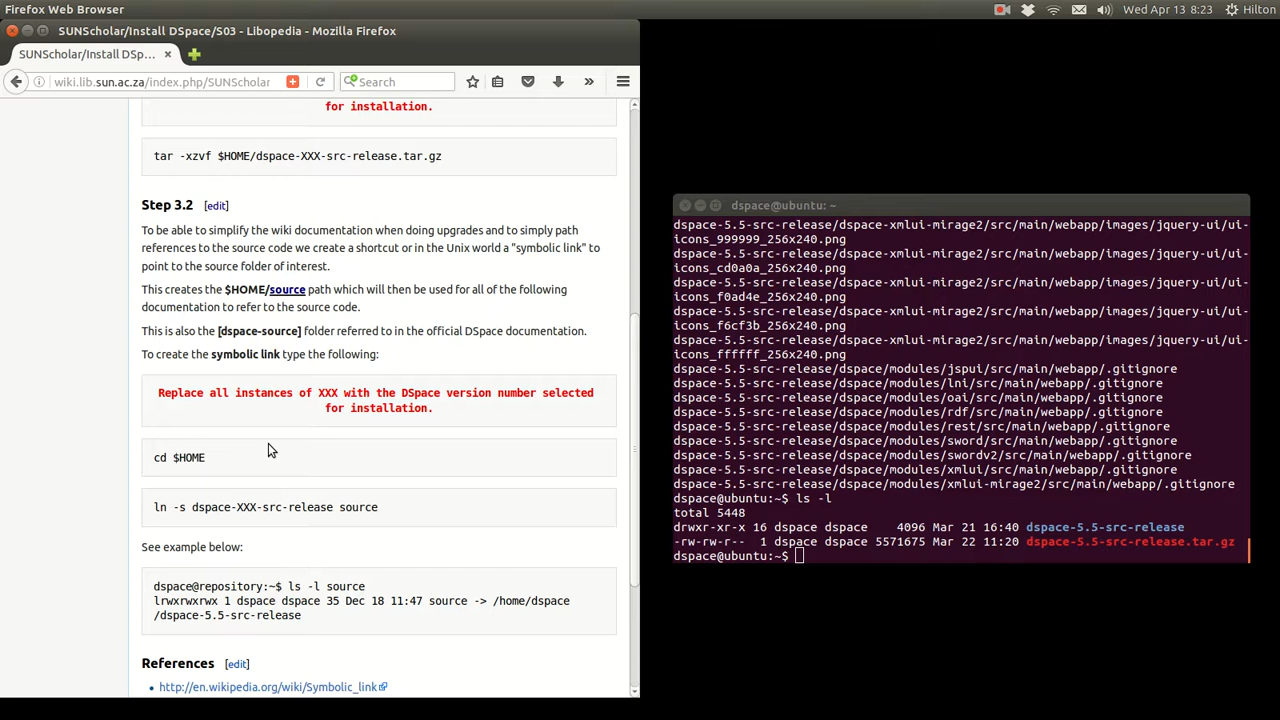 Firefox Web Browser
Wed Apr 13 8:23
Hilton
SUNScholar/Install DSpace/S03 - Libopedia - Mozilla Firefox
SUNScholar/Install DSp...
wiki.lib.sun.ac.za/index.php/SUNScholar
Search
for installation.
tar -xzvf $HOME/dspace-XXX-src-release.tar.gz
Step 3.2 [edit]
To be able to simplify the wiki documentation when doing upgrades and to simply path
references to the source code we create a shortcut or in the Unix world a "symbolic link" to
point to the source folder of interest.
This creates the $HOME/source path which will then be used for all of the following
documentation to refer to the source code.
This is also the [dspace-source] folder referred to in the official DSpace documentation.
To create the symbolic link type the following:
Replace all instances of XXX with the DSpace version number selected
for installation.
cd $HOME
ln -s dspace-XXX-src-release source
See example below:
dspace@repository:~$ ls -l source
lrwxrwxrwx 1 dspace dspace 35 Dec 18 11:47 source -> /home/dspace
/dspace-5.5-src-release
References [edit]
http://en.wikipedia.org/wiki/Symbolic_link
dspace@ubuntu: ~
dspace-5.5-src-release/dspace-xmlui-mirage2/src/main/webapp/images/jquery-ui/ui-
icons_999999_256x240.png
dspace-5.5-src-release/dspace-xmlui-mirage2/src/main/webapp/images/jquery-ui/ui-
icons_cd0a0a_256x240.png
dspace-5.5-src-release/dspace-xmlui-mirage2/src/main/webapp/images/jquery-ui/ui-
icons_f0ad4e_256x240.png
dspace-5.5-src-release/dspace-xmlui-mirage2/src/main/webapp/images/jquery-ui/ui-
icons_f6cf3b_256x240.png
dspace-5.5-src-release/dspace-xmlui-mirage2/src/main/webapp/images/jquery-ui/ui-
icons_ffffff_256x240.png
dspace-5.5-src-release/dspace/modules/jspui/src/main/webapp/.gitignore
dspace-5.5-src-release/dspace/modules/lni/src/main/webapp/.gitignore
dspace-5.5-src-release/dspace/modules/oai/src/main/webapp/.gitignore
dspace-5.5-src-release/dspace/modules/rdf/src/main/webapp/.gitignore
dspace-5.5-src-release/dspace/modules/rest/src/main/webapp/.gitignore
dspace-5.5-src-release/dspace/modules/sword/src/main/webapp/.gitignore
dspace-5.5-src-release/dspace/modules/swordv2/src/main/webapp/.gitignore
dspace-5.5-src-release/dspace/modules/xmlui/src/main/webapp/.gitignore
dspace-5.5-src-release/dspace/modules/xmlui-mirage2/src/main/webapp/.gitignore
dspace@ubuntu:~$ ls -l
total 5448
drwxr-xr-x 16 dspace dspace 4096 Mar 21 16:40 dspace-5.5-src-release
-rw-rw-r-- 1 dspace dspace 5571675 Mar 22 11:20 dspace-5.5-src-release.tar.gz
dspace@ubuntu:~$